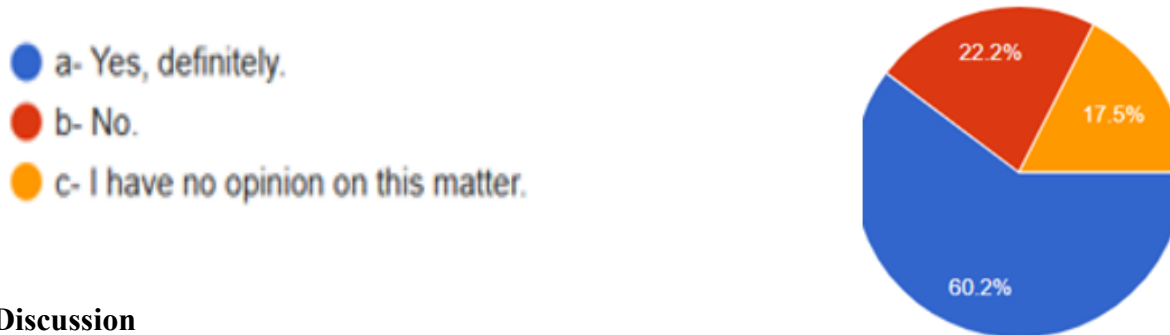 a- Yes, definitely.
b- No.
c- I have no opinion on this matter.
22.2%
17.5%
60.2%
Discussion